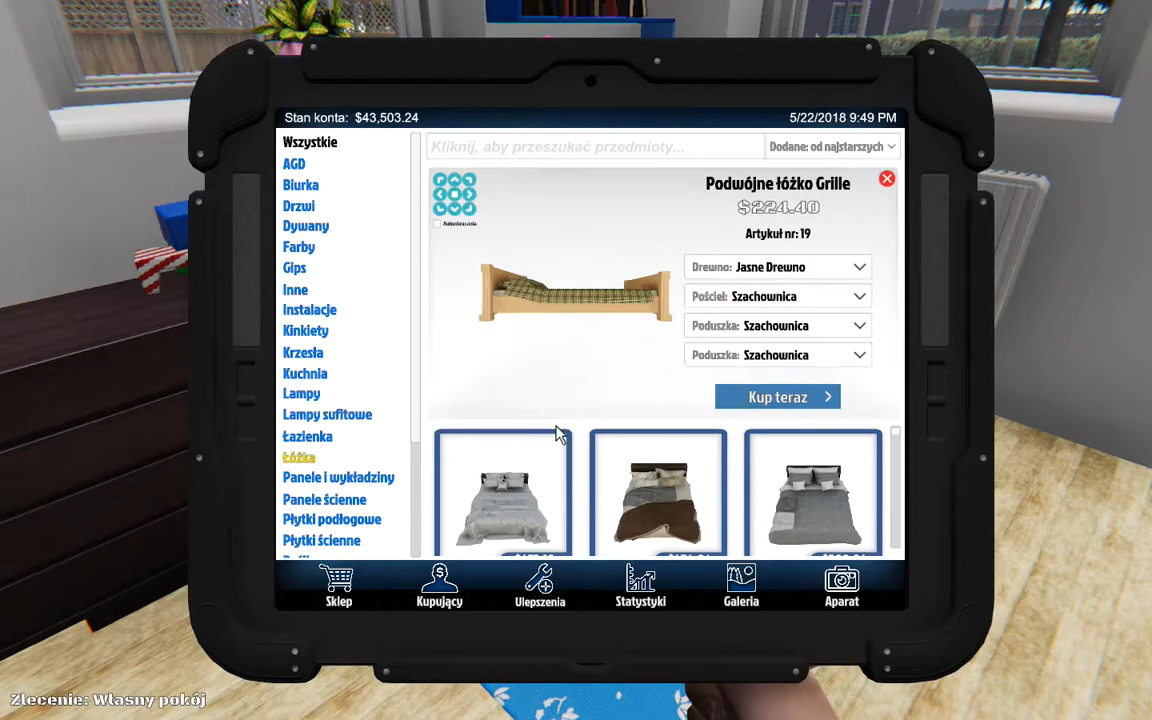 Stan konta: $43,503.24
5/22/2018 9:49 PM
Wszystkie
AGD
Biurka
Drzwi
Dywany
Farby
Gips
Inne
Instalacje
Kinkiety
Krzesła
Kuchnia
Lampy
Lampy sufitowe
Łazienka
Łóżka
Panele i wykładziny
Panele ścienne
Płytki podłogowe
Płytki ścienne
Kliknij, aby przeszukać przedmioty...
Dodane: od najstarszych
Podwójne łóżko Grille
$224.40
Artykuł nr: 19
Drewno: Jasne Drewno
Pościel: Szachownica
Poduszka: Szachownica
Poduszka: Szachownica
Kup teraz
Sklep
Kupujący
Ulepszenia
Statystyki
Galeria
Aparat
Zlecenie: Własny pokój